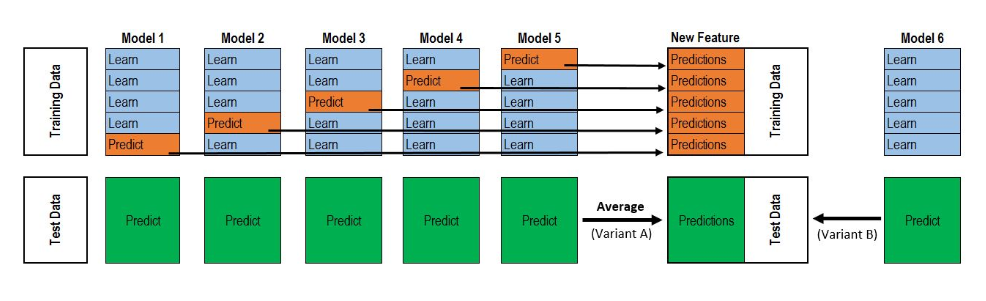 Model 1 Model 2 Model 3 Model 4 Model 5 New Feature Model 6
Training Data
Learn Learn Learn Learn Predict Predictions Learn
Learn Learn Learn Predict Learn Predictions Learn
Learn Learn Predict Learn Learn Predictions Learn
Learn Predict Learn Learn Learn Predictions Learn
Predict Learn Learn Learn Learn Predictions Learn
Training Data
Test Data
Predict Predict Predict Predict Predict
Average
(Variant A)
Predictions
Test Data
(Variant B)
Predict